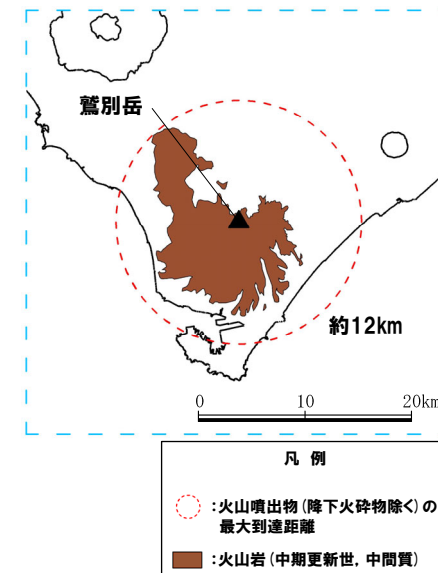 鷲別岳
約12km
0 10 20km
凡 例
:火山噴出物(降下火砕物除く)の
最大到達距離
:火山岩(中期更新世, 中間質)